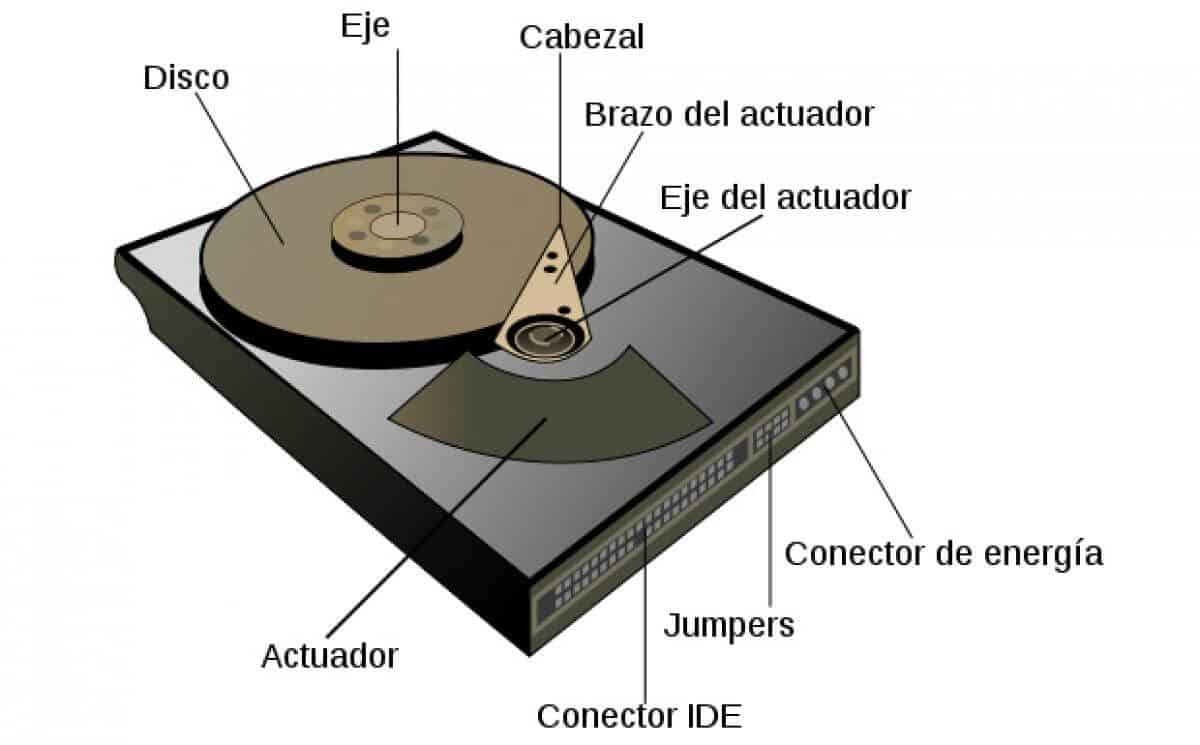 Eje
Cabezal
Disco
Brazo del actuador
Eje del actuador
Conector de energía
Jumpers
Actuador
Conector IDE